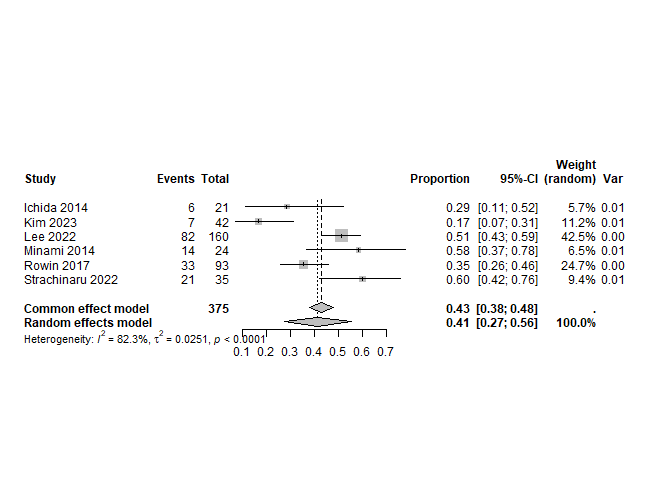 Weight
Study Events Total Proportion 95%-CI (random) Var
Ichida 2014 6 21 0.29 [0.11; 0.52] 5.7% 0.01
Kim 2023 7 42 0.17 [0.07; 0.31] 11.2% 0.01
Lee 2022 82 160 0.51 [0.43; 0.59] 42.5% 0.00
Minami 2014 14 24 0.58 [0.37; 0.78] 6.5% 0.01
Rowin 2017 33 93 0.35 [0.26; 0.46] 24.7% 0.00
Strachinaru 2022 21 35 0.60 [0.42; 0.76] 9.4% 0.01
Common effect model 375 0.43 [0.38; 0.48] .
Random effects model 0.41 [0.27; 0.56] 100.0%
Heterogeneity: I² = 82.3%, τ² = 0.0251, p < 0.0001
0.1 0.2 0.3 0.4 0.5 0.6 0.7